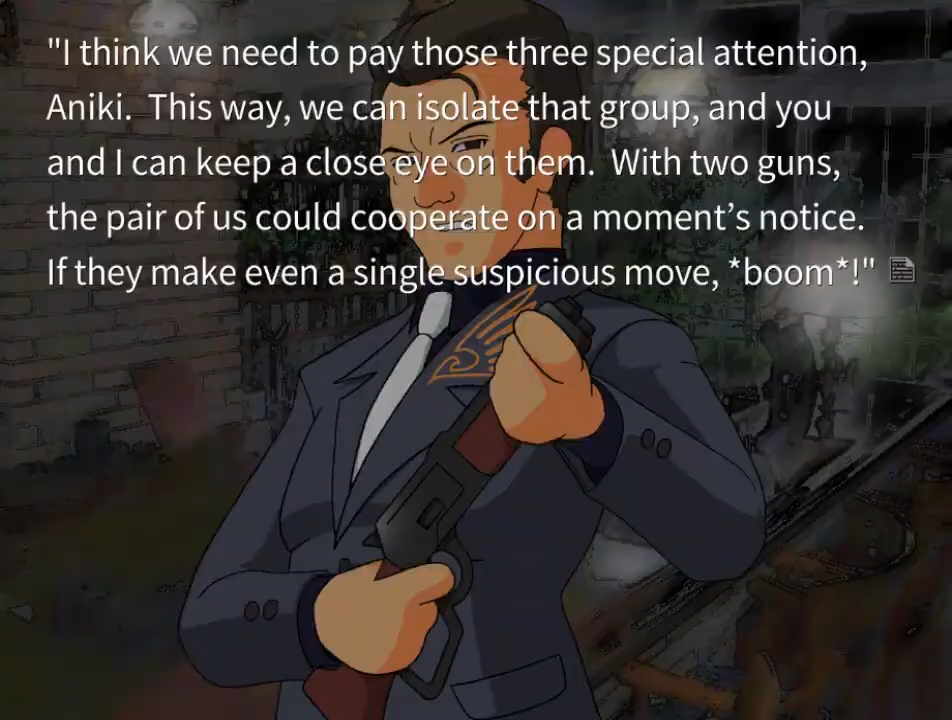 "I think we need to pay those three special attention,
Aniki.  This way, we can isolate that group, and you
and I can keep a close eye on them.  With two guns,
the pair of us could cooperate on a moment’s notice.
If they make even a single suspicious move, *boom*!"